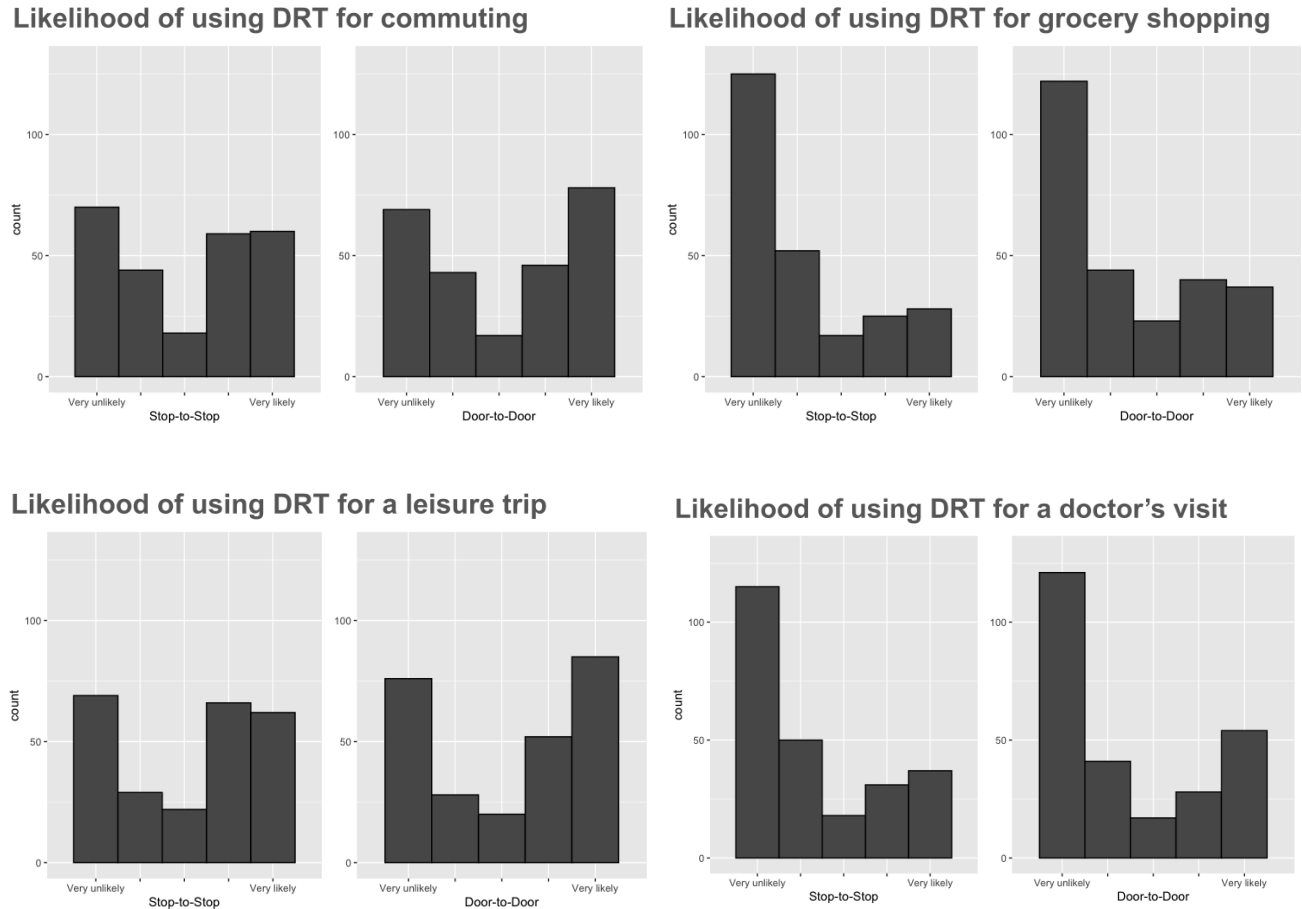 Likelihood of using DRT for commuting
count
100
50
0
Very unlikely
Very likely
Stop-to-Stop
100
50
0
Very unlikely
Very likely
Door-to-Door
Likelihood of using DRT for grocery shopping
count
100
50
0
Very unlikely
Very likely
Stop-to-Stop
100
50
0
Very unlikely
Very likely
Door-to-Door
Likelihood of using DRT for a leisure trip
count
100
50
0
Very unlikely
Very likely
Stop-to-Stop
100
50
0
Very unlikely
Very likely
Door-to-Door
Likelihood of using DRT for a doctor’s visit
count
100
50
0
Very unlikely
Very likely
Stop-to-Stop
100
50
0
Very unlikely
Very likely
Door-to-Door